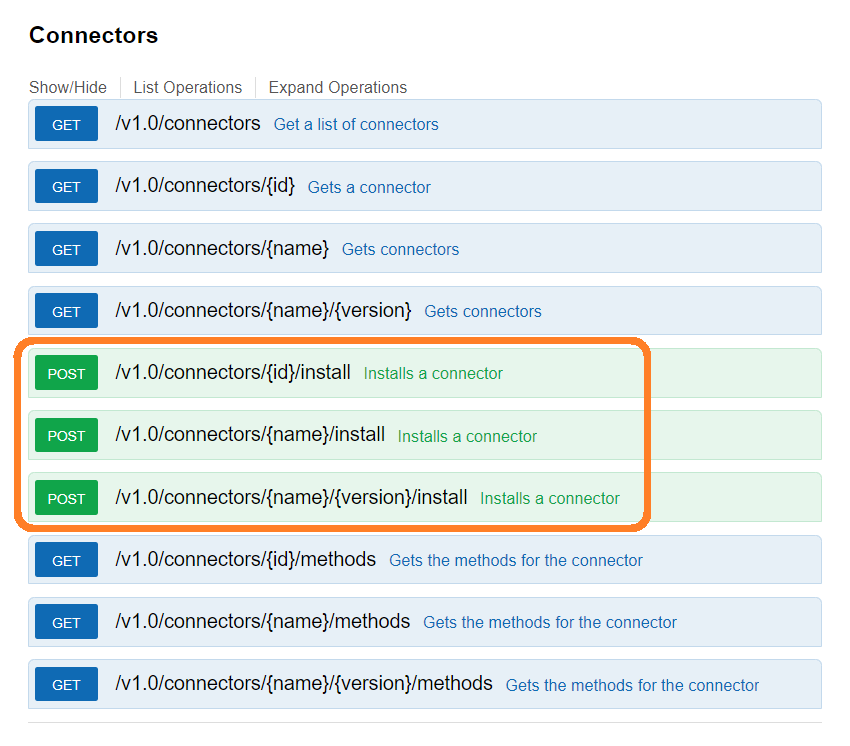 Connectors
Show/Hide List Operations Expand Operations
GET /v1.0/connectors Get a list of connectors
GET /v1.0/connectors/{id} Gets a connector
GET /v1.0/connectors/{name} Gets connectors
GET /v1.0/connectors/{name}/{version} Gets connectors
POST /v1.0/connectors/{id}/install Installs a connector
POST /v1.0/connectors/{name}/install Installs a connector
POST /v1.0/connectors/{name}/{version}/install Installs a connector
GET /v1.0/connectors/{id}/methods Gets the methods for the connector
GET /v1.0/connectors/{name}/methods Gets the methods for the connector
GET /v1.0/connectors/{name}/{version}/methods Gets the methods for the connector